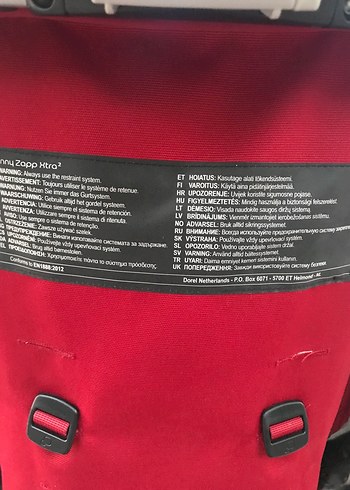 nny Zapp Xtra²
WARNING: Always use the restraint system.
AVERTISSEMENT: Toujours utiliser le système de retenue.
WARNUNG: Nutzen Sie immer das Gurtsystem.
WAARSCHUWING: Gebruik altijd het gordel systeem.
ADVERTENCIA: Utilice siempre el sistema de retención.
AVVERTENZA: Utilizzare sempre il sistema di ritenuta.
AVISO: Use sempre o sistema de retenção.
OSTRZEŻENIE: Zawsze używać szelek.
Винаги използвайте системата за задържане.
VAROVÁNÍ: Vždy používejte upevňovací systém.
ADVARSEL: Brug altid bæreselen.
Χρησιμοποιείτε πάντα το σύστημα πρόσδεσης.
Conforms to EN1888:2012
ET HOIATUS: Kasutage alati tõkendsüsteemi.
FI VAROITUS: Käytä aina pidätinjärjestelmää.
HR UPOZORENJE: Uvijek koristite sigurnosne pojase.
HU FIGYELMEZTETÉS: Mindig használja a biztonsági felszerelést.
LT DĖMESIO: Visada naudokite saugos diržų sistemą.
LV BRĪDINĀJUMS: Vienmēr izmantojiet ierobežošanas sistēmu.
NO ADVARSEL: Bruk alltid sikringssystemet.
RU ВНИМАНИЕ: Всегда используйте предохранительную систему
SK VÝSTRAHA: Používajte vždy upevňovací systém.
SL OPOZORILO: Vedno uporabljajte sistem držal.
SV VARNING: Använd alltid bältessystemet.
TR UYARI: Daima emniyet kemeri sistemini kullanın.
UK ПОПЕРЕДЖЕННЯ: Завжди використовуйте систему безпеки.
Dorel Netherlands - P.O. Box 6071 - 5700 ET Helmond -